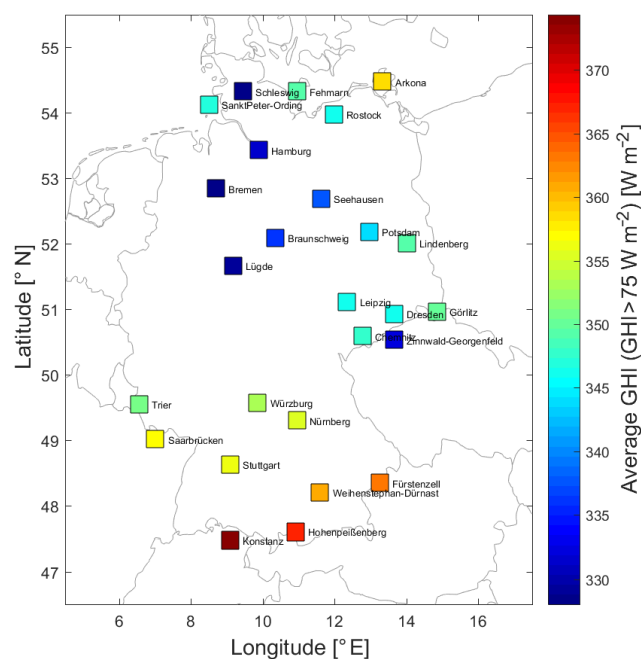 55
54
53
52
51
50
49
48
47
6
8
10
12
14
16
Latitude [° N]
Longitude [° E]
Schleswig
Fehmarn
Arkona
SanktPeter-Ording
Rostock
Hamburg
Bremen
Seehausen
Potsdam
Braunschweig
Lindenberg
Lügde
Leipzig
Dresden
Görlitz
Chemnitz
Zinnwald-Georgenfeld
Trier
Würzburg
Nürnberg
Saarbrücken
Stuttgart
Fürstenzell
Weihenstephan-Dürnast
Hohenpeißenberg
Konstanz
370
365
360
355
350
345
340
335
330
Average GHI (GHI>75 W m⁻²) [W m⁻²]